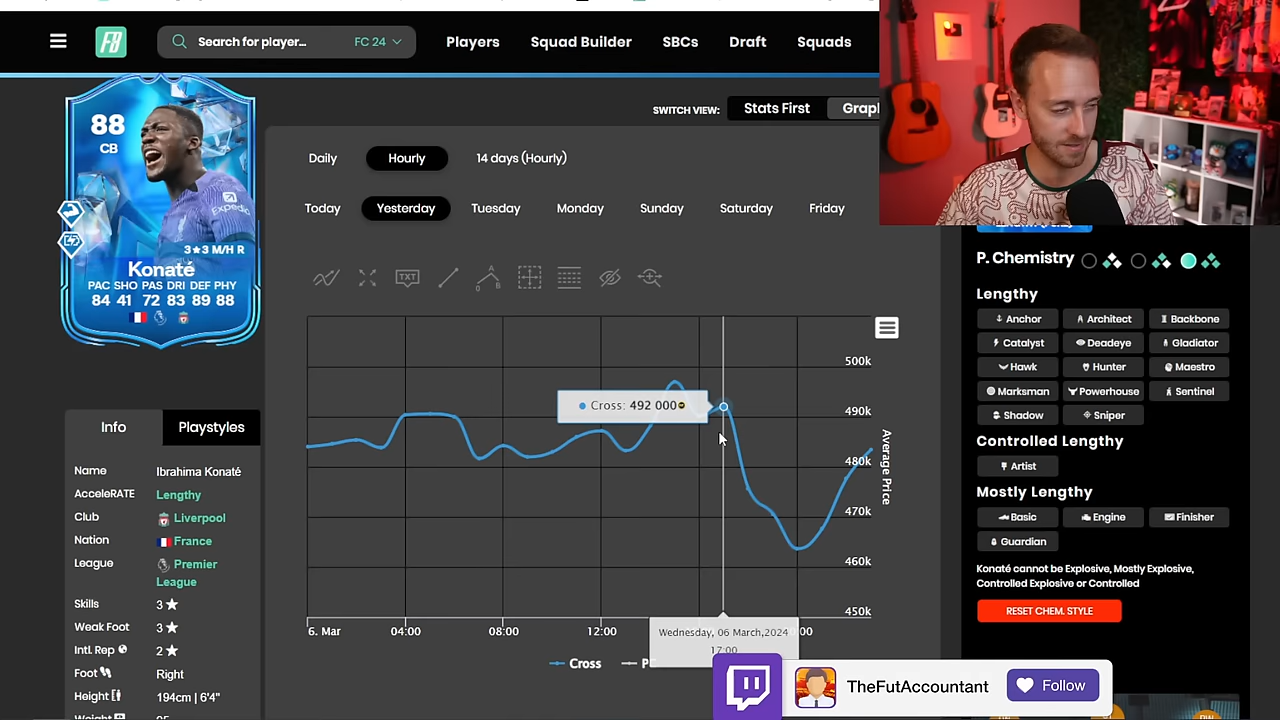 FB
Search for player...
FC 24
Players
Squad Builder
SBCs
Draft
Squads
88
CB
Expedia
3★3 M/H R
Konaté
PAC SHO PAS DRI DEF PHY
84 41 72 83 89 88
SWITCH VIEW:
Stats First
Graph
Daily
Hourly
14 days (Hourly)
Today
Yesterday
Tuesday
Monday
Sunday
Saturday
Friday
TXT
500k
490k
480k
470k
460k
450k
Average Price
Cross: 492 000
6. Mar
04:00
08:00
12:00
Wednesday, 06 March,2024
17:00
Cross
Info
Playstyles
Name Ibrahima Konaté
AcceleRATE Lengthy
Club Liverpool
Nation France
League Premier
League
Skills 3 ★
Weak Foot 3 ★
Intl. Rep 2 ★
Foot Right
Height 194cm | 6'4"
P. Chemistry
Lengthy
Anchor Architect Backbone
Catalyst Deadeye Gladiator
Hawk Hunter Maestro
Marksman Powerhouse Sentinel
Shadow Sniper
Controlled Lengthy
Artist
Mostly Lengthy
Basic Engine Finisher
Guardian
Konaté cannot be Explosive, Mostly Explosive,
Controlled Explosive or Controlled
RESET CHEM. STYLE
TheFutAccountant
Follow